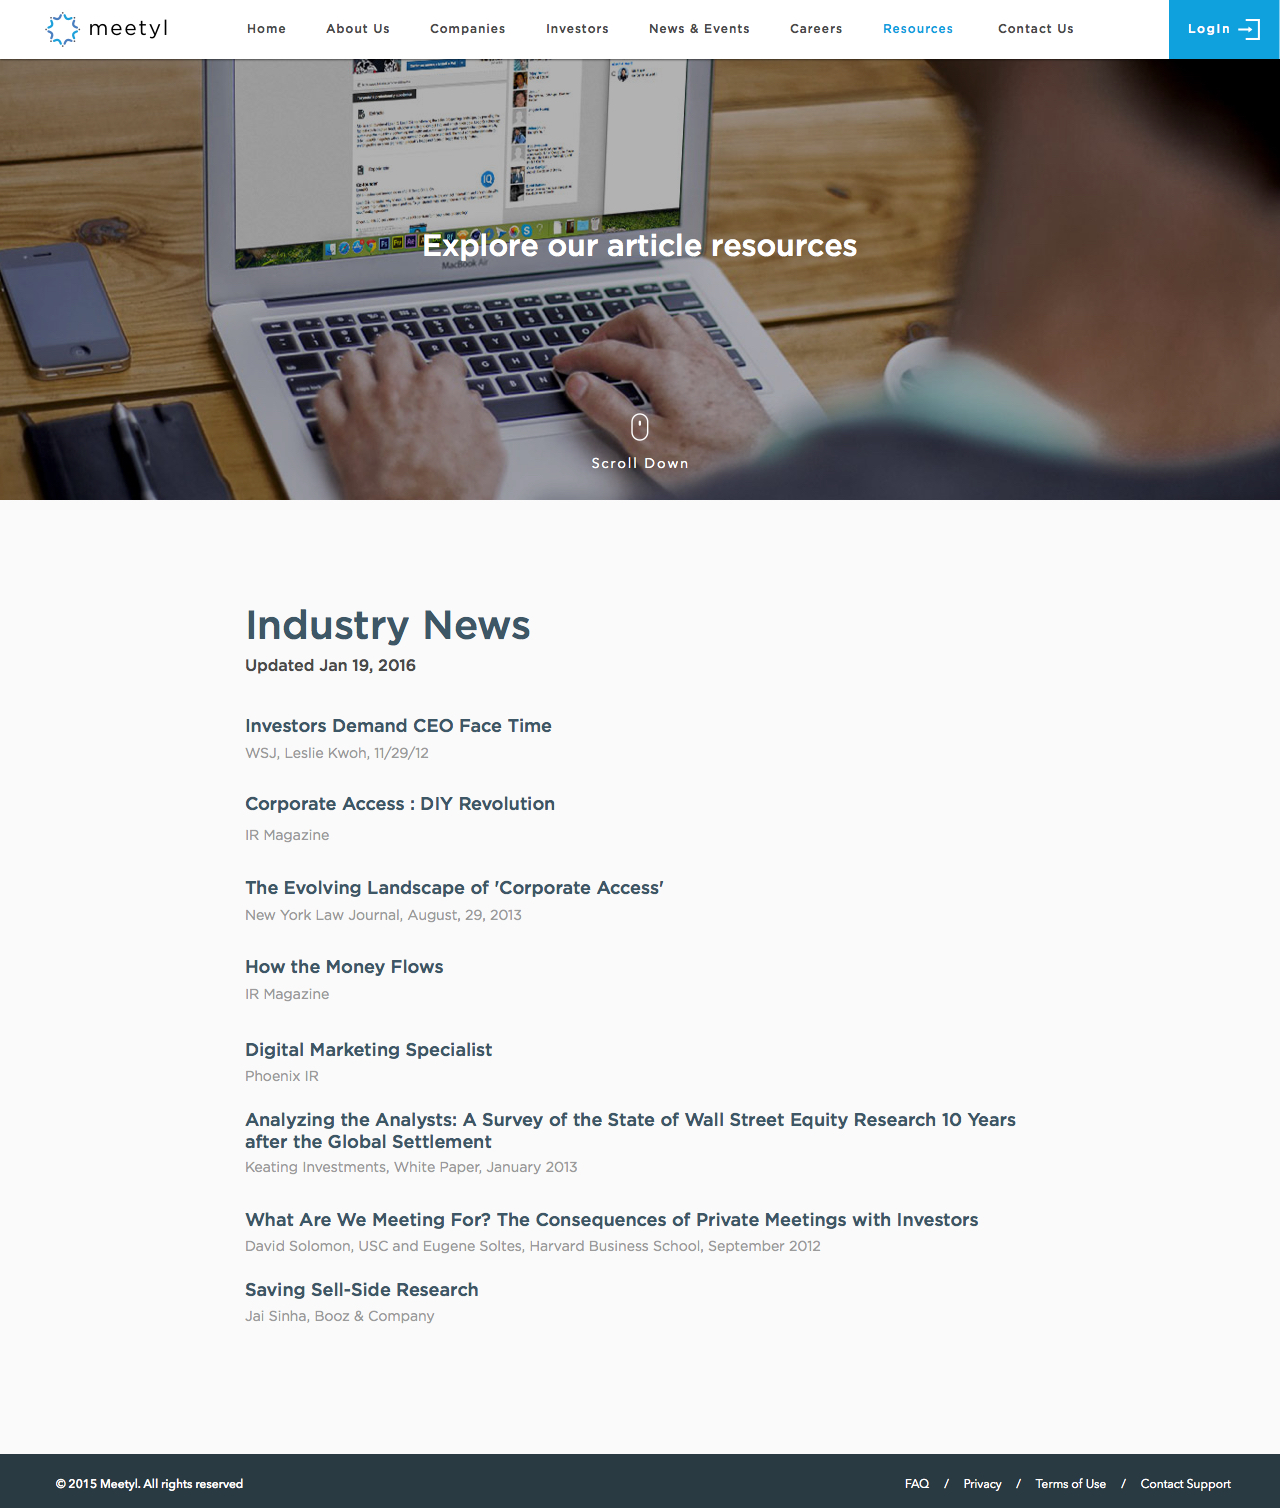 meetyl
Home
About Us
Companies
Investors
News & Events
Careers
Resources
Contact Us
LogIn
MacBook Air
Explore our article resources
Scroll Down
Industry News
Updated Jan 19, 2016
Investors Demand CEO Face Time
WSJ, Leslie Kwoh, 11/29/12
Corporate Access : DIY Revolution
IR Magazine
The Evolving Landscape of 'Corporate Access'
New York Law Journal, August, 29, 2013
How the Money Flows
IR Magazine
Digital Marketing Specialist
Phoenix IR
Analyzing the Analysts: A Survey of the State of Wall Street Equity Research 10 Years
after the Global Settlement
Keating Investments, White Paper, January 2013
What Are We Meeting For? The Consequences of Private Meetings with Investors
David Solomon, USC and Eugene Soltes, Harvard Business School, September 2012
Saving Sell-Side Research
Jai Sinha, Booz & Company
© 2015 Meetyl. All rights reserved
FAQ / Privacy / Terms of Use / Contact Support